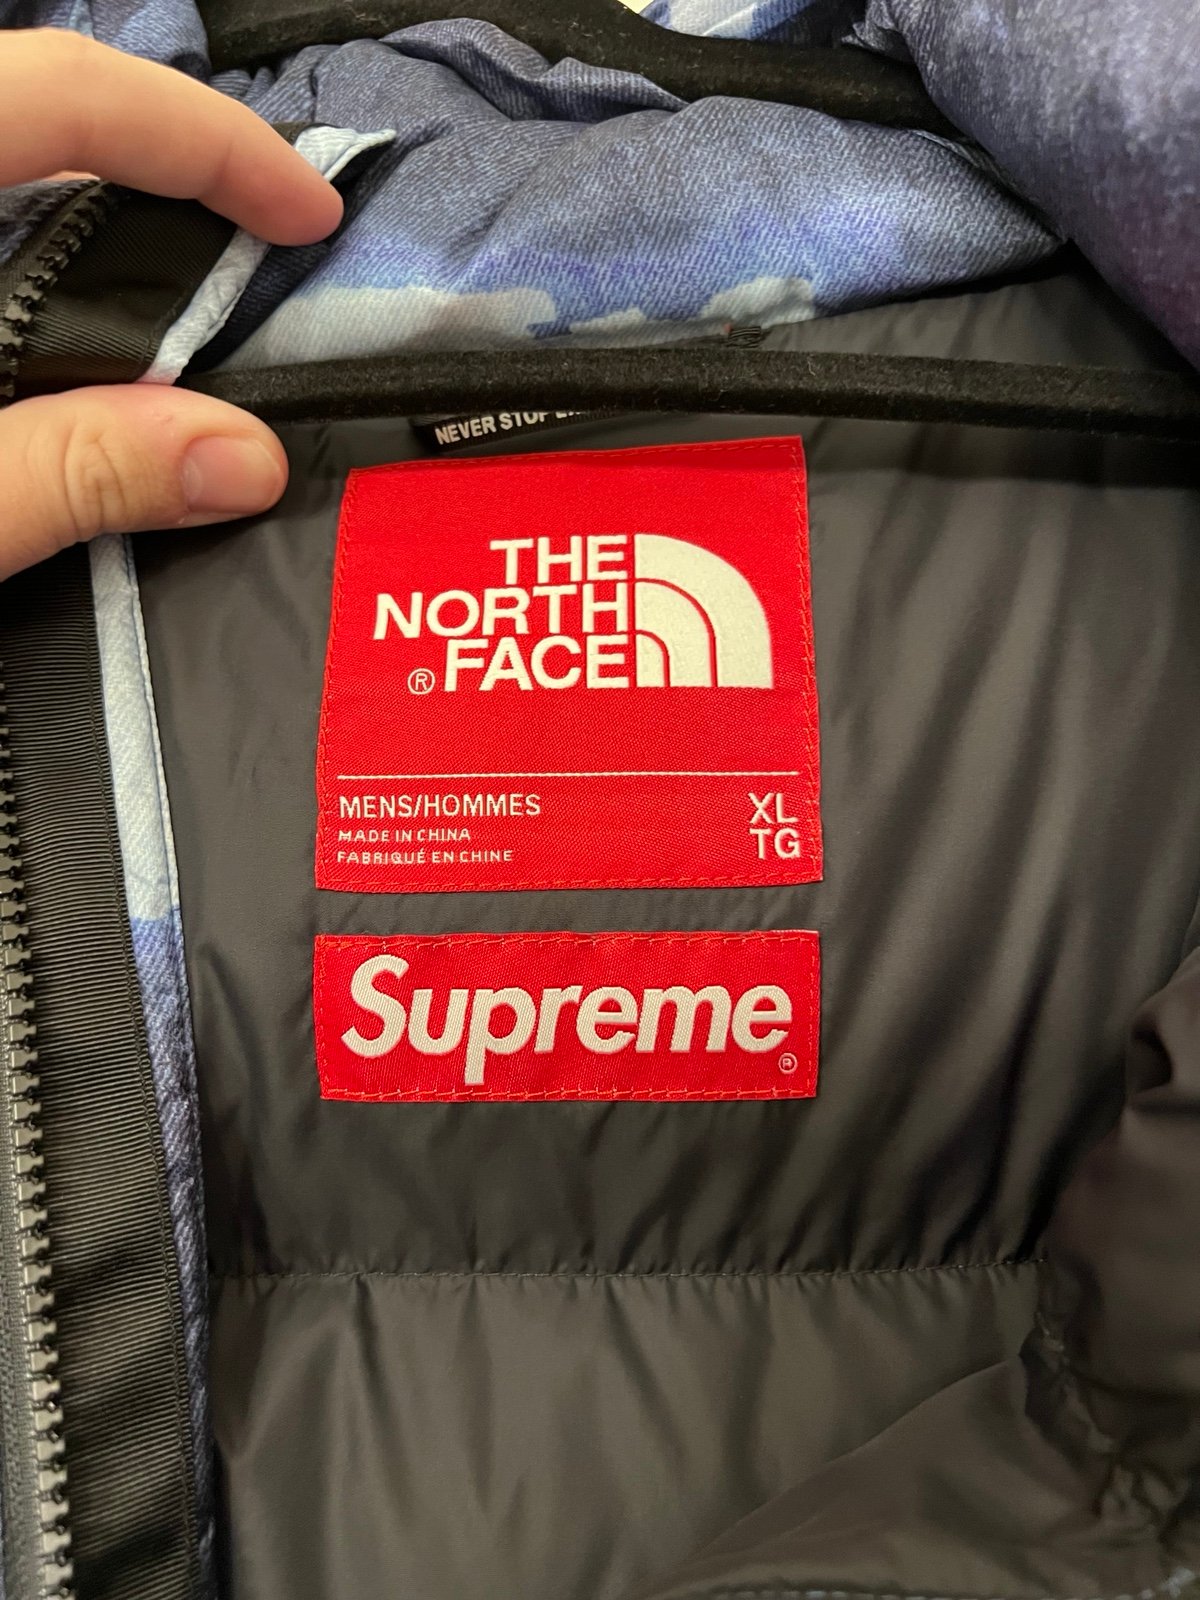 NEVER STOP
THE
NORTH
® FACE
MENS/HOMMES
MADE IN CHINA
FABRIQUÉ EN CHINE
XL
TG
Supreme
®